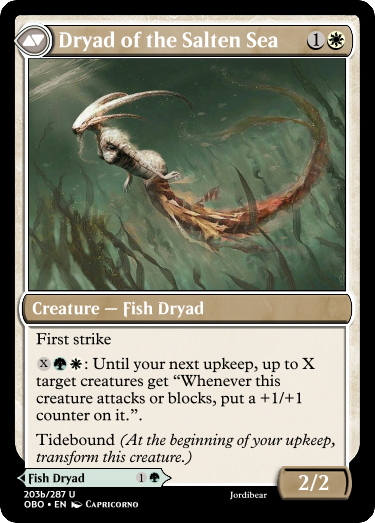 Dryad of the Salten Sea 1
Creature — Fish Dryad
First strike
X: Until your next upkeep, up to X
target creatures get “Whenever this
creature attacks or blocks, put a +1/+1
counter on it.”.
Tidebound (At the beginning of your upkeep,
transform this creature.)
Fish Dryad 1
2/2
203b/287 U
OBO • EN Capricorno
Jordibear